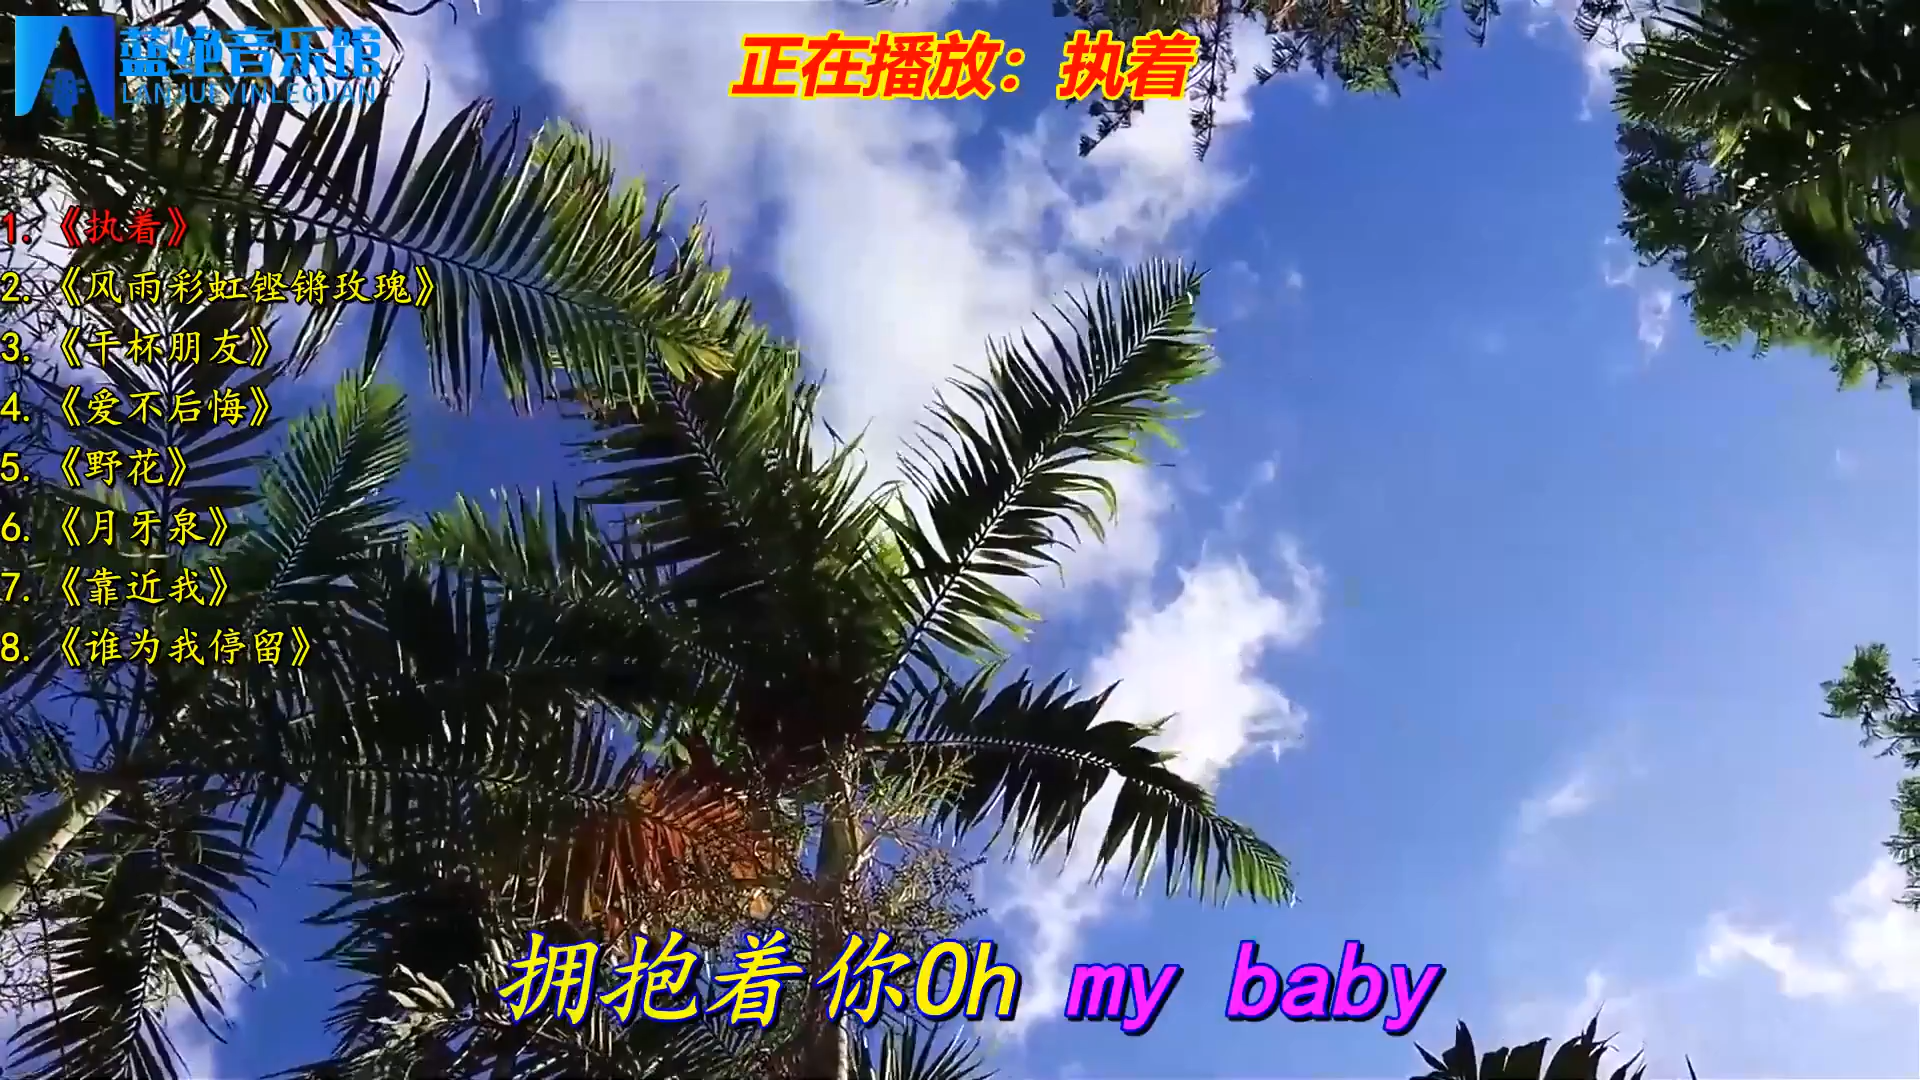 蓝绝音乐馆
LANJUEYINLEGUAN
正在播放：执着
1. 《执着》
2. 《风雨彩虹铿锵玫瑰》
3. 《干杯朋友》
4. 《爱不后悔》
5. 《野花》
6. 《月牙泉》
7. 《靠近我》
8. 《谁为我停留》
拥抱着你Oh my baby